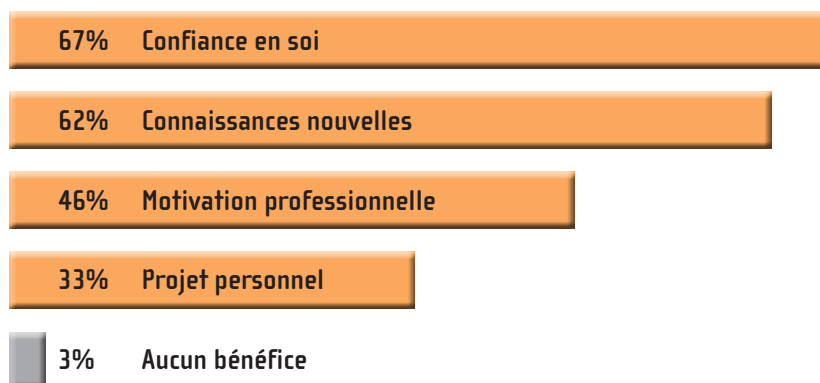 67% Confiance en soi
62% Connaissances nouvelles
46% Motivation professionnelle
33% Projet personnel
3% Aucun bénéfice